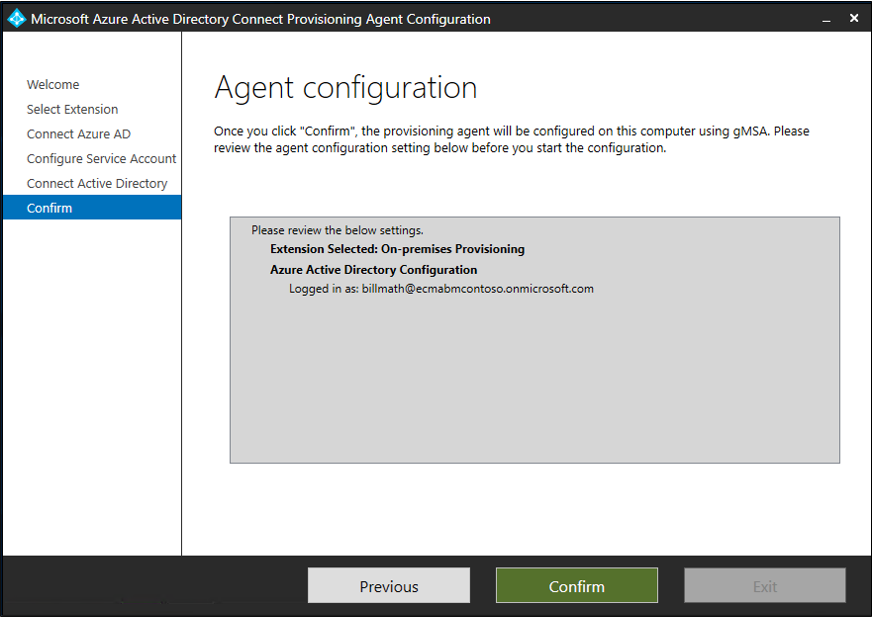 Microsoft Azure Active Directory Connect Provisioning Agent Configuration
Welcome
Select Extension
Connect Azure AD
Configure Service Account
Connect Active Directory
Confirm
Agent configuration
Once you click "Confirm", the provisioning agent will be configured on this computer using gMSA. Please
review the agent configuration setting below before you start the configuration.
Please review the below settings.
Extension Selected: On-premises Provisioning
Azure Active Directory Configuration
Logged in as: billmath@ecmabmcontoso.onmicrosoft.com
Previous
Confirm
Exit